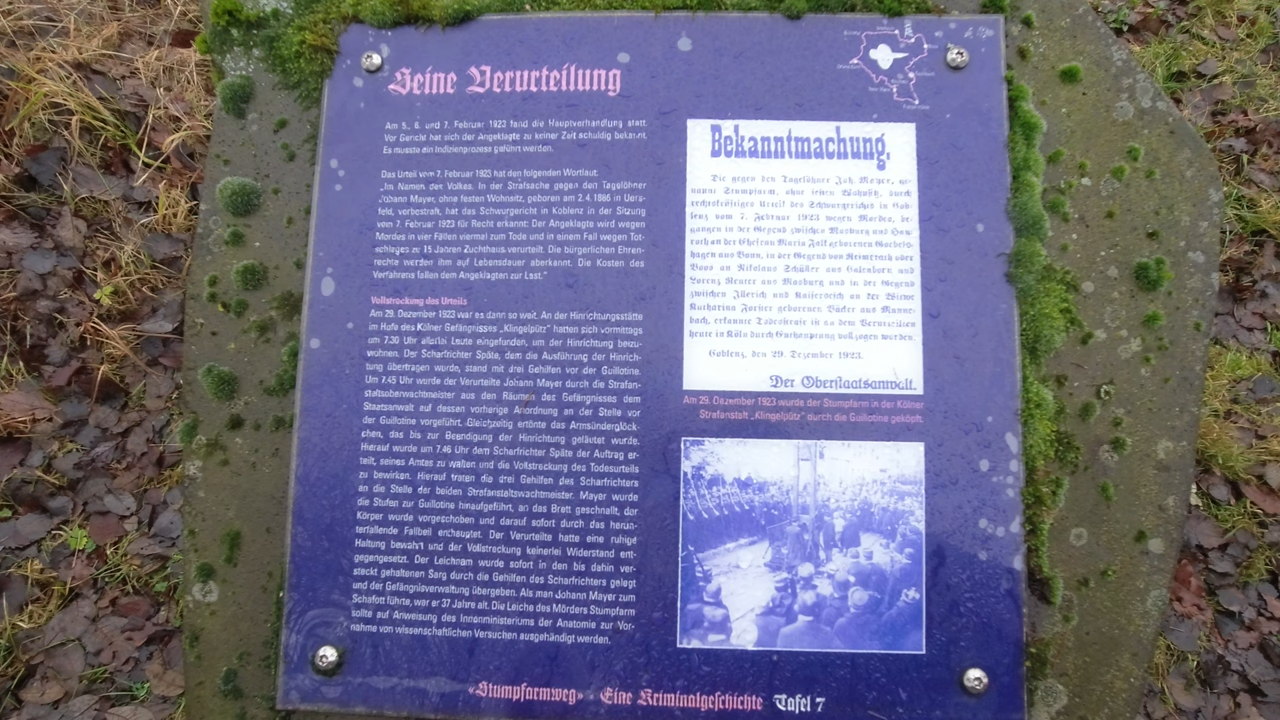 Seine Verurteilung
Am 5., 6. und 7. Februar 1923 fand die Hauptverhandlung statt.
Vor Gericht hat sich der Angeklagte zu keiner Zeit schuldig bekannt.
Es musste ein Indizienprozess geführt werden.
Das Urteil vom 7. Februar 1923 hat den folgenden Wortlaut:
„Im Namen des Volkes. In der Strafsache gegen den Tagelöhner
Johann Mayer, ohne festen Wohnsitz, geboren am 2.4.1886 in Uers-
feld, vorbestraft, hat das Schwurgericht in Koblenz in der Sitzung
vom 7. Februar 1923 für Recht erkannt: Der Angeklagte wird wegen
Mordes in vier Fällen viermal zum Tode und in einem Fall wegen Tot-
schlages zu 15 Jahren Zuchthaus verurteilt. Die bürgerlichen Ehren-
rechte werden ihm auf Lebensdauer aberkannt. Die Kosten des
Verfahrens fallen dem Angeklagten zur Last."
Vollstreckung des Urteils
Am 29. Dezember 1923 war es dann so weit. An der Hinrichtungsstätte
im Hofe des Kölner Gefängnisses „Klingelpütz" hatten sich vormittags
um 7.30 Uhr allerlei Leute eingefunden, um der Hinrichtung beizu-
wohnen. Der Scharfrichter Späte, dem die Ausführung der Hinrich-
tung übertragen wurde, stand mit drei Gehilfen vor der Guillotine.
Um 7.45 Uhr wurde der Verurteilte Johann Mayer durch die Strafan-
staltsoberwachtmeister aus den Räumen des Gefängnisses dem
Staatsanwalt auf dessen vorherige Anordnung an der Stelle vor
der Guillotine vorgeführt. Gleichzeitig ertönte das Armsünderglöck-
chen, das bis zur Beendigung der Hinrichtung geläutet wurde.
Hierauf wurde um 7.46 Uhr dem Scharfrichter Späte der Auftrag er-
teilt, seines Amtes zu walten und die Vollstreckung des Todesurteils
zu bewirken. Hierauf traten die drei Gehilfen des Scharfrichters
an die Stelle der beiden Strafanstaltswachtmeister. Mayer wurde
die Stufen zur Guillotine hinaufgeführt, an das Brett geschnallt, der
Körper wurde vorgeschoben und darauf sofort durch das herun-
terfallende Fallbeil enthauptet. Der Verurteilte hatte eine ruhige
Haltung bewahrt und der Vollstreckung keinerlei Widerstand ent-
gegengesetzt. Der Leichnam wurde sofort in den bis dahin ver-
steckt gehaltenen Sarg durch die Gehilfen des Scharfrichters gelegt
und der Gefängnisverwaltung übergeben. Als man Johann Mayer zum
Schafott führte, war er 37 Jahre alt. Die Leiche des Mörders Stumpfarm
sollte auf Anweisung des Innenministeriums der Anatomie zur Vor-
nahme von wissenschaftlichen Versuchen ausgehändigt werden.
Bekanntmachung.
Die gegen den Tagelöhner Joh. Mayer, ge-
nannt Stumpfarm, ohne festen Wohnsitz, durch
rechtskräftiges Urteil des Schwurgerichts in Cob-
lenz vom 7. Februar 1923 wegen Mordes, be-
gangen in der Gegend zwischen Masburg und
roth an der Ehefrau Maria Falk geborenen Goebels-
hagen aus Bonn, in der Gegend von Reimerath oder
Boos an Nikolaus Schüller aus Calenborn und
Lorenz Reuter aus Masburg und in der Gegend
zwischen Illerich und Kaisersesch an der Witwe
Katharina Forster geborenen Bäcker aus Manne-
bach, erkannte Todesstrafe ist an dem Verurteilten
heute in Köln durch Enthauptung vollzogen worden.
Coblenz, den 29. Dezember 1923.
Der Oberstaatsanwalt.
Am 29. Dezember 1923 wurde der Stumpfarm in der Kölner
Strafanstalt „Klingelpütz" durch die Guillotine geköpft.
«Stumpfarmweg» · Eine Kriminalgeschichte Tafel 7